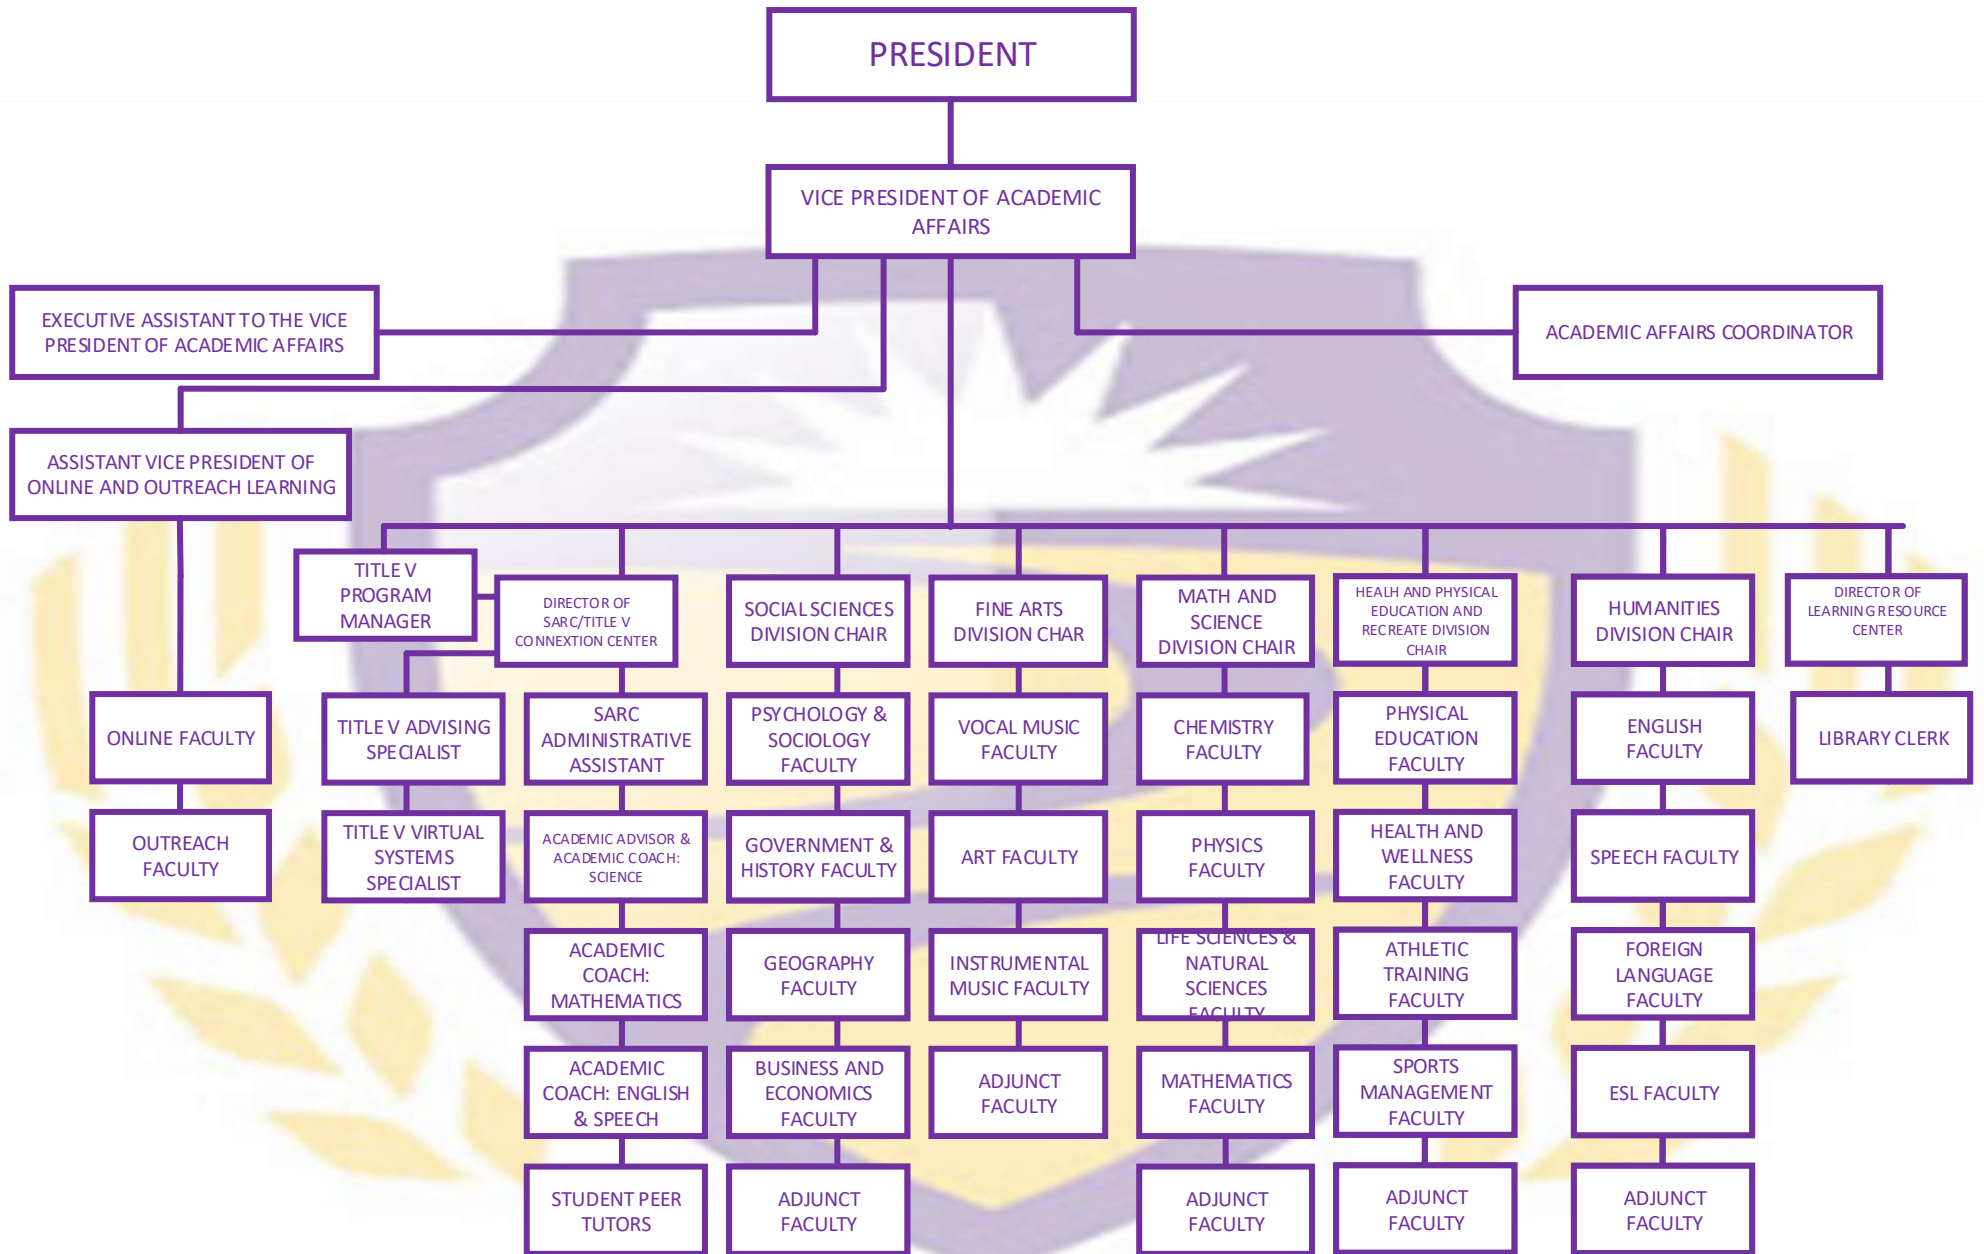 PRESIDENT
VICE PRESIDENT OF ACADEMIC
AFFAIRS
EXECUTIVE ASSISTANT TO THE VICE
PRESIDENT OF ACADEMIC AFFAIRS
ACADEMIC AFFAIRS COORDINATOR
ASSISTANT VICE PRESIDENT OF
ONLINE AND OUTREACH LEARNING
TITLE V
PROGRAM
MANAGER
DIRECTOR OF
SARC/TITLE V
CONNEXTION CENTER
SOCIAL SCIENCES
DIVISION CHAIR
FINE ARTS
DIVISION CHAR
MATH AND
SCIENCE
DIVISION CHAIR
HEALH AND PHYSICAL
EDUCATION AND
RECREATE DIVISION
CHAIR
HUMANITIES
DIVISION CHAIR
DIRECTOR OF
LEARNING RESOURCE
CENTER
ONLINE FACULTY
TITLE V ADVISING
SPECIALIST
SARC
ADMINISTRATIVE
ASSISTANT
PSYCHOLOGY &
SOCIOLOGY
FACULTY
VOCAL MUSIC
FACULTY
CHEMISTRY
FACULTY
PHYSICAL
EDUCATION
FACULTY
ENGLISH
FACULTY
LIBRARY CLERK
OUTREACH
FACULTY
TITLE V VIRTUAL
SYSTEMS
SPECIALIST
ACADEMIC ADVISOR &
ACADEMIC COACH:
SCIENCE
GOVERNMENT &
HISTORY FACULTY
ART FACULTY
PHYSICS
FACULTY
HEALTH AND
WELLNESS
FACULTY
SPEECH FACULTY
ACADEMIC
COACH:
MATHEMATICS
GEOGRAPHY
FACULTY
INSTRUMENTAL
MUSIC FACULTY
LIFE SCIENCES &
NATURAL
SCIENCES
FACULTY
ATHLETIC
TRAINING
FACULTY
FOREIGN
LANGUAGE
FACULTY
ACADEMIC
COACH: ENGLISH
& SPEECH
BUSINESS AND
ECONOMICS
FACULTY
ADJUNCT
FACULTY
MATHEMATICS
FACULTY
SPORTS
MANAGEMENT
FACULTY
ESL FACULTY
STUDENT PEER
TUTORS
ADJUNCT
FACULTY
ADJUNCT
FACULTY
ADJUNCT
FACULTY
ADJUNCT
FACULTY